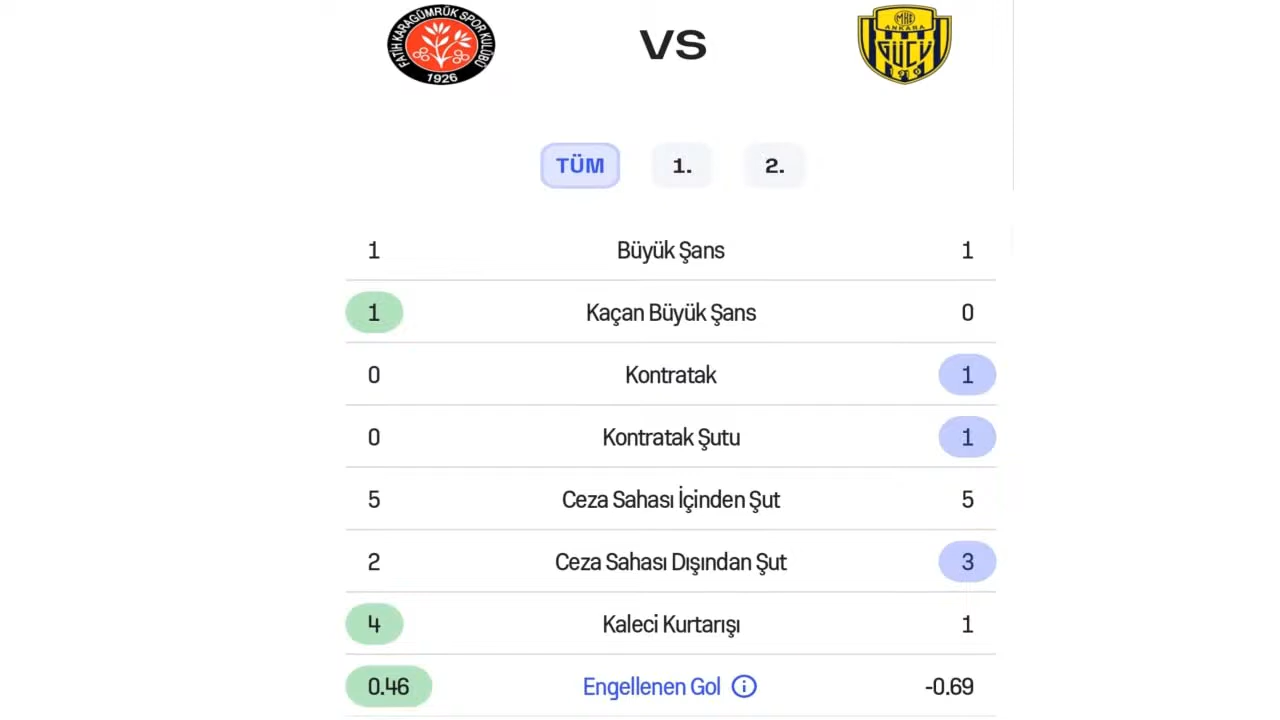 FATİH KARAGÜMRÜK SPOR KULÜBÜ
1926
VS
MKE
ANKARA
GÜCÜ
1910
TÜM 1. 2.
1 Büyük Şans 1
1 Kaçan Büyük Şans 0
0 Kontratak 1
0 Kontratak Şutu 1
5 Ceza Sahası İçinden Şut 5
2 Ceza Sahası Dışından Şut 3
4 Kaleci Kurtarışı 1
0.46 Engellenen Gol i -0.69